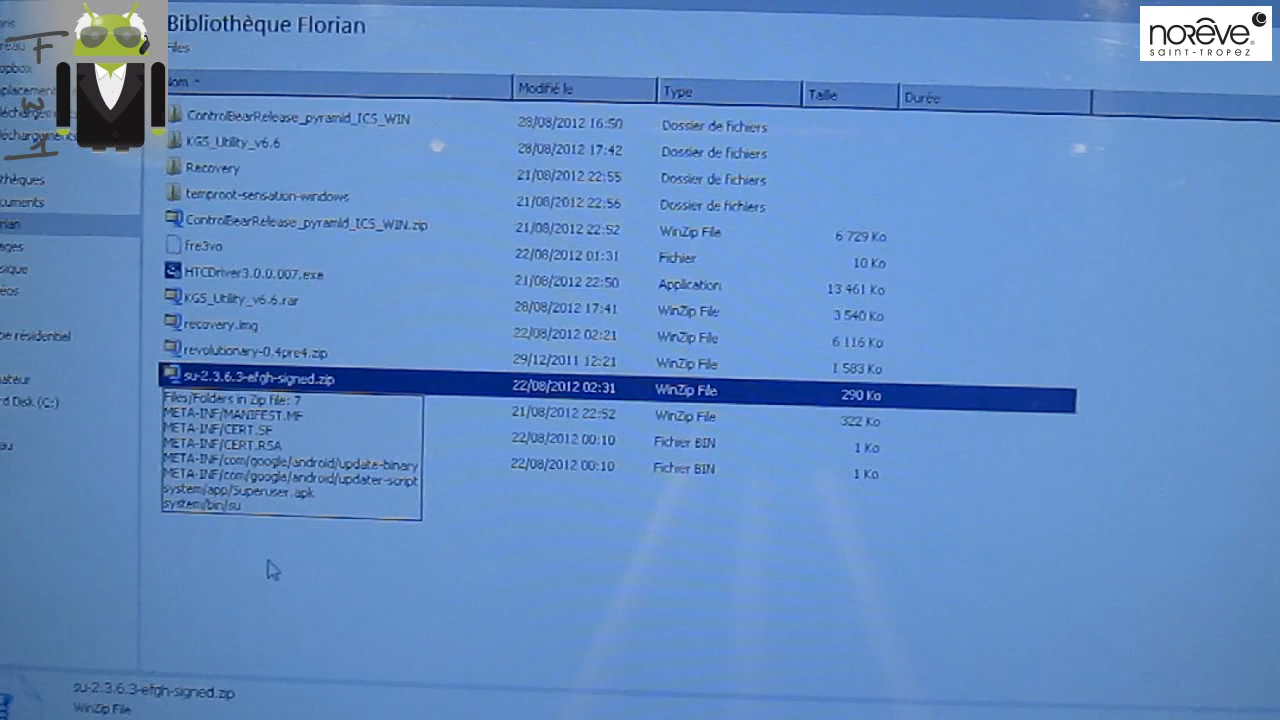 Bibliothèque Florian
Files
norêve
SAINT-TROPEZ
Nom Modifié le Type Taille Durée
ControlBearRelease_pyramid_ICS_WIN 28/08/2012 16:50 Dossier de fichiers
KGS_Utility_v6.6 28/08/2012 17:42 Dossier de fichiers
Recovery 21/08/2012 22:55 Dossier de fichiers
temproot-sensation-windows 21/08/2012 22:56 Dossier de fichiers
ControlBearRelease_pyramid_ICS_WIN.zip 21/08/2012 22:52 WinZip File 6 729 Ko
fre3vo 22/08/2012 01:31 Fichier 10 Ko
HTCDriver3.0.0.007.exe 21/08/2012 22:50 Application 13 461 Ko
KGS_Utility_v6.6.rar 28/08/2012 17:41 WinZip File 3 540 Ko
recovery.img 22/08/2012 02:21 WinZip File 6 116 Ko
revolutionary-0.4pre4.zip 29/12/2011 12:21 WinZip File 1 583 Ko
su-2.3.6.3-efgh-signed.zip 22/08/2012 02:31 WinZip File 290 Ko
21/08/2012 22:52 WinZip File 322 Ko
22/08/2012 00:10 Fichier BIN 1 Ko
22/08/2012 00:10 Fichier BIN 1 Ko
Files/Folders in Zip file: 7
META-INF/MANIFEST.MF
META-INF/CERT.SF
META-INF/CERT.RSA
META-INF/com/google/android/update-binary
META-INF/com/google/android/updater-script
system/app/Superuser.apk
system/bin/su
su-2.3.6.3-efgh-signed.zip
WinZip File